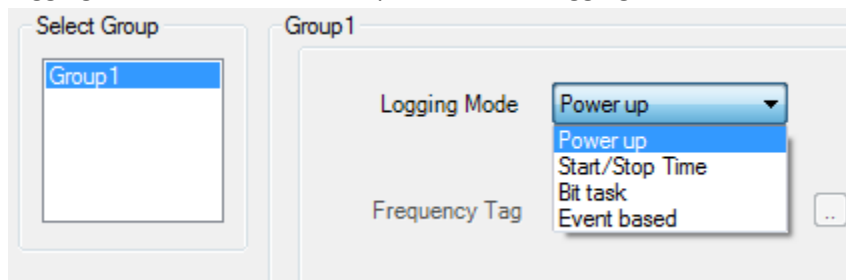 Select Group
Group1
Group1
Logging Mode
Power up
Power up
Start/Stop Time
Bit task
Event based
Frequency Tag
..